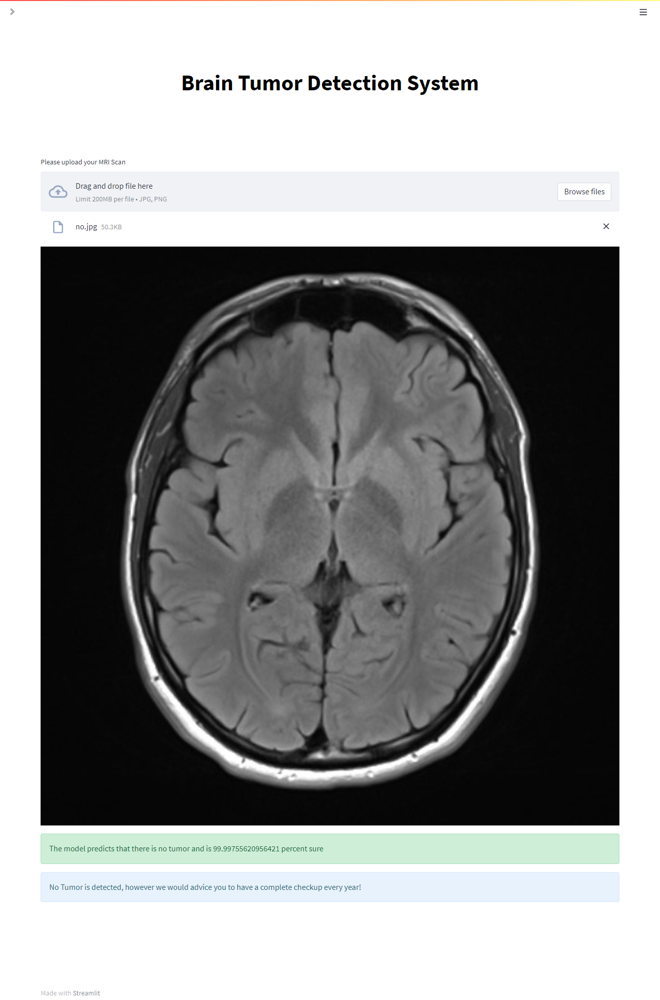 Brain Tumor Detection System
Please upload your MRI Scan
Drag and drop file here
Limit 200MB per file • JPG, PNG
Browse files
no.jpg 50.3KB
The model predicts that there is no tumor and is 99.99755620956421 percent sure
No Tumor is detected, however we would advice you to have a complete checkup every year!
Made with Streamlit